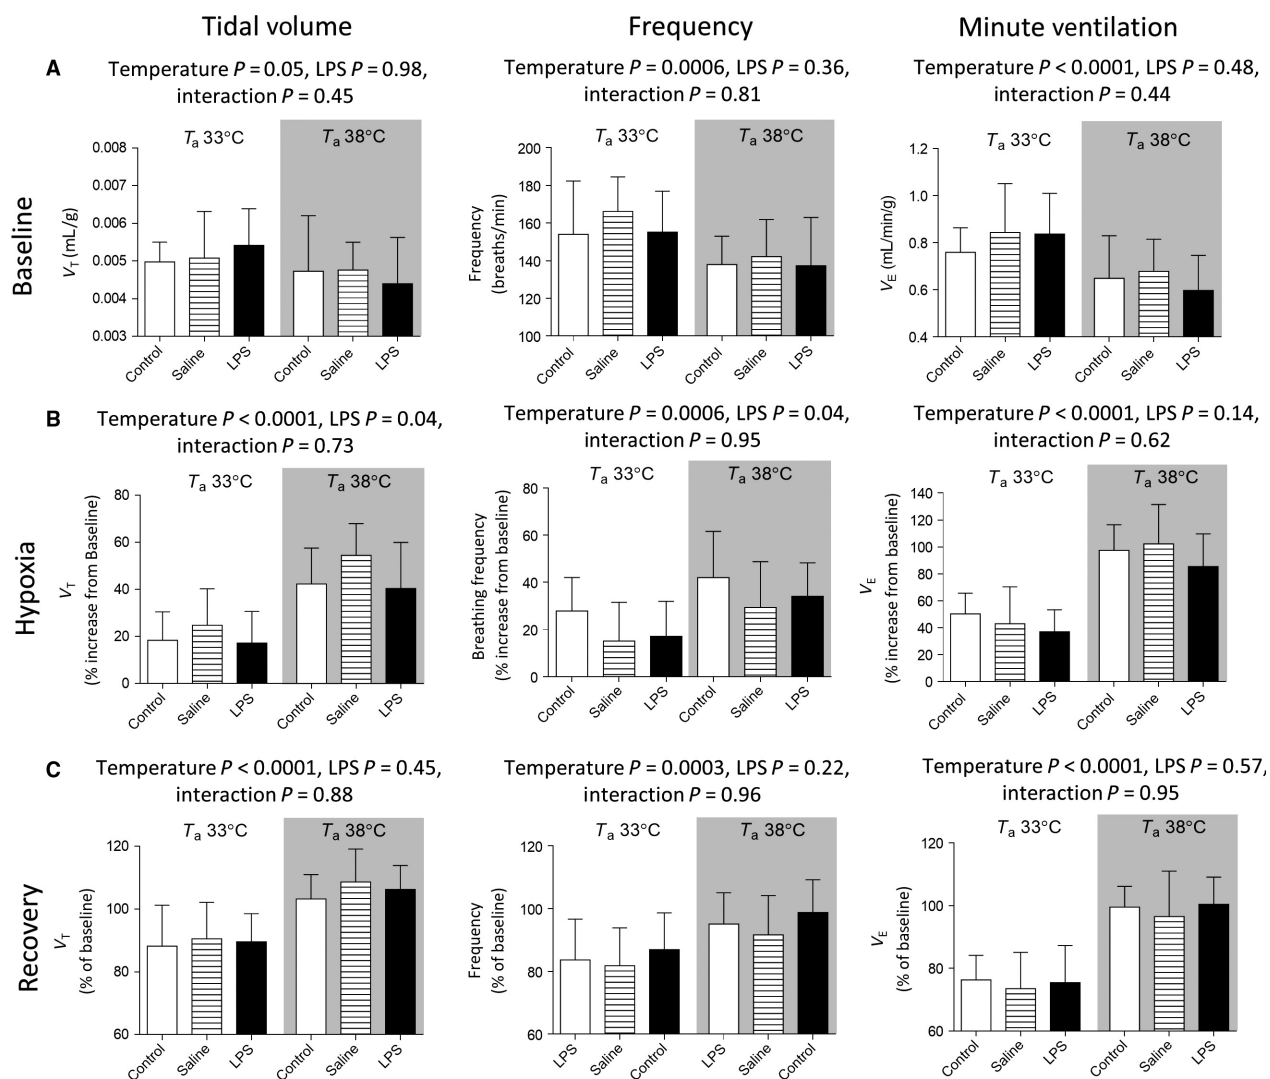 Tidal volume
Frequency
Minute ventilation
A
Temperature P = 0.05, LPS P = 0.98,
interaction P = 0.45
Temperature P = 0.0006, LPS P = 0.36,
interaction P = 0.81
Temperature P < 0.0001, LPS P = 0.48,
interaction P = 0.44
Baseline
VT (mL/g)
0.008
0.007
0.006
0.005
0.004
0.003
Ta 33°C
Ta 38°C
Control
Saline
LPS
Control
Saline
LPS
Frequency
(breaths/min)
200
180
160
140
120
100
Ta 33°C
Ta 38°C
Control
Saline
LPS
Control
Saline
LPS
VE (mL/min/g)
1.2
1.0
0.8
0.6
0.4
Ta 33°C
Ta 38°C
Control
Saline
LPS
Control
Saline
LPS
B
Temperature P < 0.0001, LPS P = 0.04,
interaction P = 0.73
Temperature P = 0.0006, LPS P = 0.04,
interaction P = 0.95
Temperature P < 0.0001, LPS P = 0.14,
interaction P = 0.62
Hypoxia
VT
(% increase from Baseline)
80
60
40
20
0
Ta 33°C
Ta 38°C
Control
Saline
LPS
Control
Saline
LPS
Breathing frequency
(% increase from baseline)
80
60
40
20
0
Ta 33°C
Ta 38°C
Control
Saline
LPS
Control
Saline
LPS
VE
(% increase from baseline)
140
120
100
80
60
40
20
0
Ta 33°C
Ta 38°C
Control
Saline
LPS
Control
Saline
LPS
C
Temperature P < 0.0001, LPS P = 0.45,
interaction P = 0.88
Temperature P = 0.0003, LPS P = 0.22,
interaction P = 0.96
Temperature P < 0.0001, LPS P = 0.57,
interaction P = 0.95
Recovery
VT
(% of baseline)
120
100
80
60
Ta 33°C
Ta 38°C
Control
Saline
LPS
Control
Saline
LPS
Frequency
(% of baseline)
120
100
80
60
Ta 33°C
Ta 38°C
LPS
Saline
Control
LPS
Saline
Control
VE
(% of baseline)
120
100
80
60
Ta 33°C
Ta 38°C
Control
Saline
LPS
Control
Saline
LPS